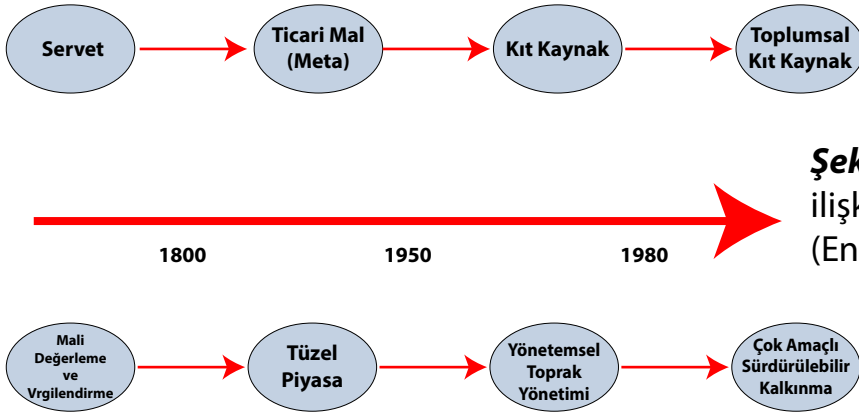 Servet
Ticari Mal
(Meta)
Kıt Kaynak
Toplumsal
Kıt Kaynak
Şek
ilişk
(En
1800
1950
1980
Mali
Değerleme
ve
Vrgilendirme
Tüzel
Piyasa
Yönetemsel
Toprak
Yönetimi
Çok Amaçlı
Sürdürülebilir
Kalkınma